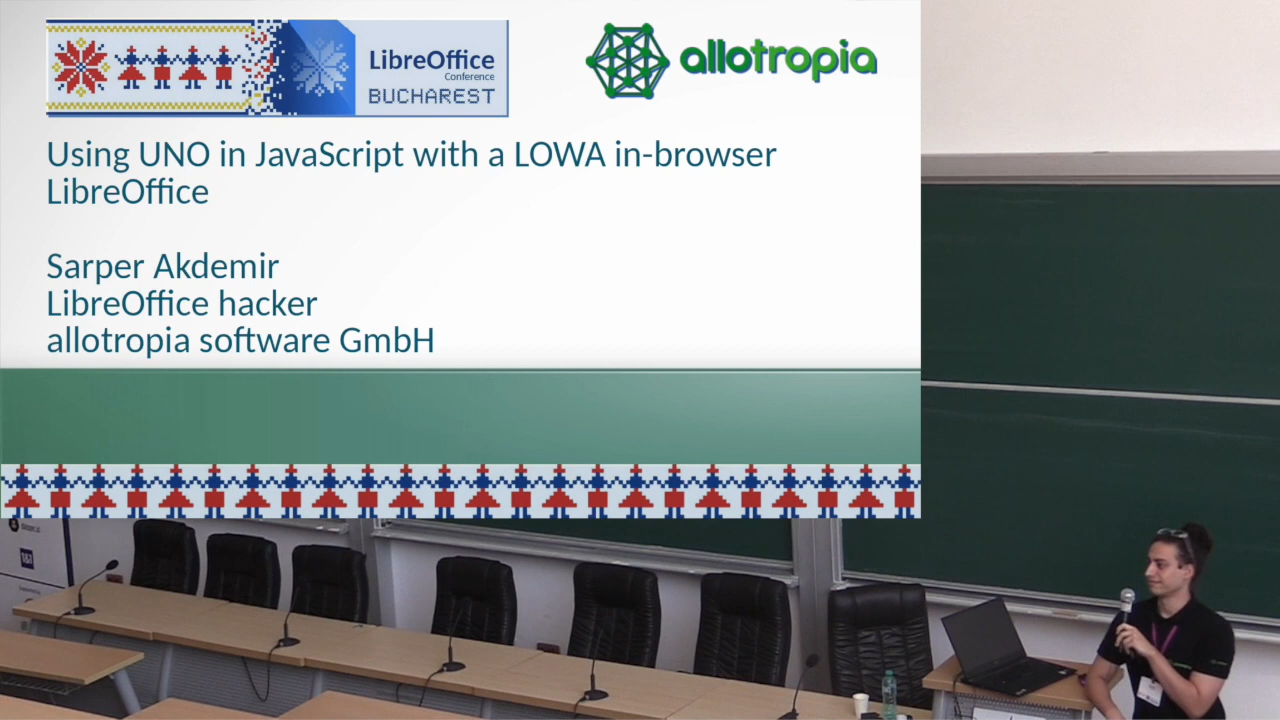 LibreOffice
Conference
BUCHAREST
allotropia
Using UNO in JavaScript with a LOWA in-browser
LibreOffice
Sarper Akdemir
LibreOffice hacker
allotropia software GmbH